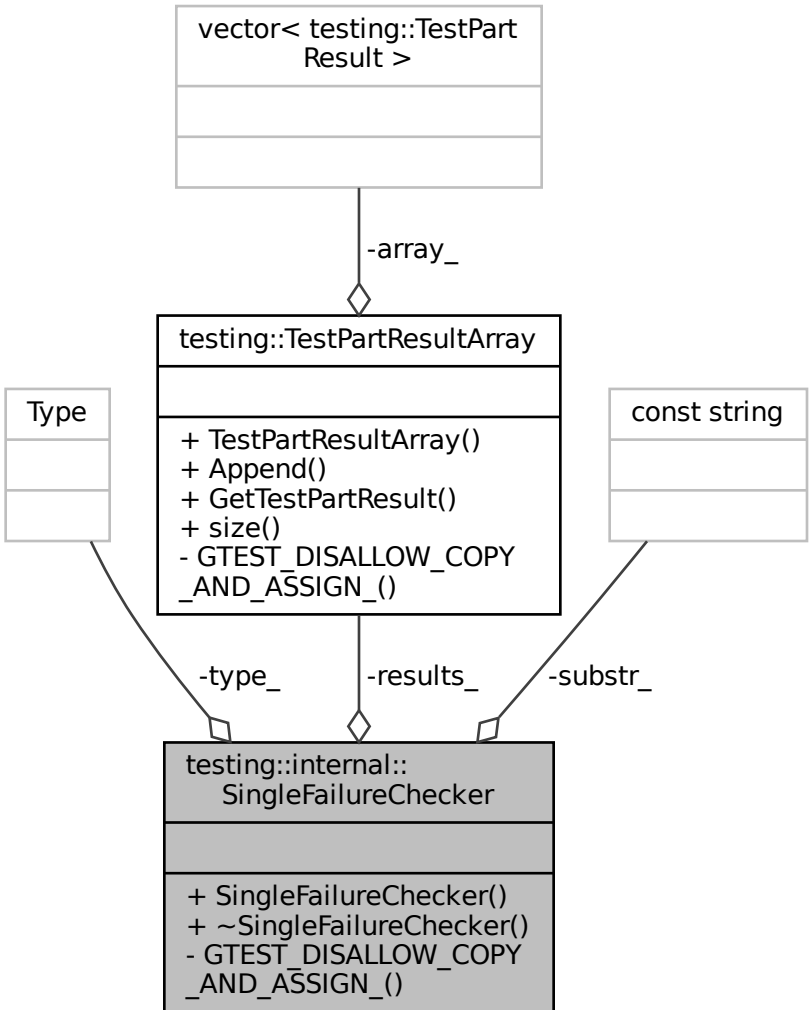 vector< testing::TestPart
Result >
-array_
testing::TestPartResultArray
+ TestPartResultArray()
+ Append()
+ GetTestPartResult()
+ size()
- GTEST_DISALLOW_COPY
_AND_ASSIGN_()
Type
const string
-type_
-results_
-substr_
testing::internal::
SingleFailureChecker
+ SingleFailureChecker()
+ ~SingleFailureChecker()
- GTEST_DISALLOW_COPY
_AND_ASSIGN_()